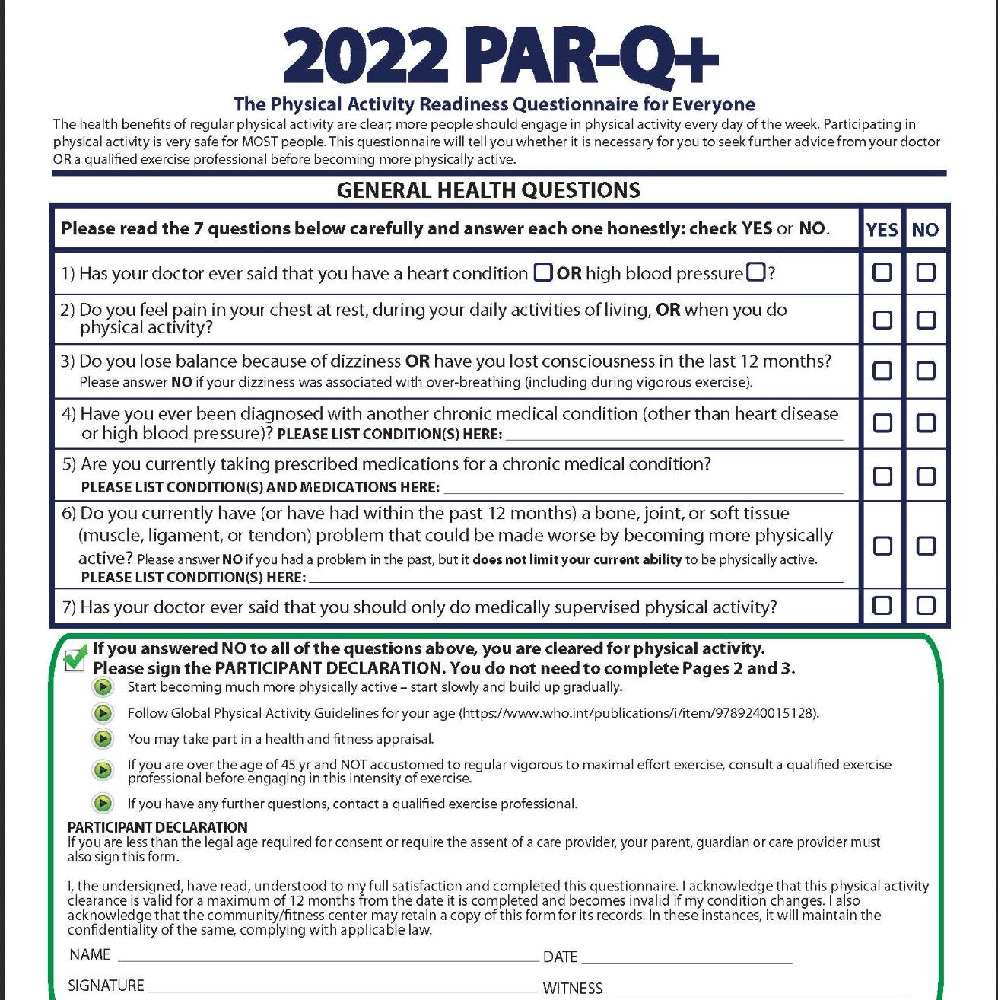 2022 PAR-Q+
The Physical Activity Readiness Questionnaire for Everyone
The health benefits of regular physical activity are clear; more people should engage in physical activity every day of the week. Participating in
physical activity is very safe for MOST people. This questionnaire will tell you whether it is necessary for you to seek further advice from your doctor
OR a qualified exercise professional before becoming more physically active.
GENERAL HEALTH QUESTIONS
Please read the 7 questions below carefully and answer each one honestly: check YES or NO. YES NO
1) Has your doctor ever said that you have a heart condition OR high blood pressure ?
2) Do you feel pain in your chest at rest, during your daily activities of living, OR when you do
physical activity?
3) Do you lose balance because of dizziness OR have you lost consciousness in the last 12 months?
Please answer NO if your dizziness was associated with over-breathing (including during vigorous exercise).
4) Have you ever been diagnosed with another chronic medical condition (other than heart disease
or high blood pressure)? PLEASE LIST CONDITION(S) HERE:
5) Are you currently taking prescribed medications for a chronic medical condition?
PLEASE LIST CONDITION(S) AND MEDICATIONS HERE:
6) Do you currently have (or have had within the past 12 months) a bone, joint, or soft tissue
(muscle, ligament, or tendon) problem that could be made worse by becoming more physically
active? Please answer NO if you had a problem in the past, but it does not limit your current ability to be physically active.
PLEASE LIST CONDITION(S) HERE:
7) Has your doctor ever said that you should only do medically supervised physical activity?
If you answered NO to all of the questions above, you are cleared for physical activity.
Please sign the PARTICIPANT DECLARATION. You do not need to complete Pages 2 and 3.
Start becoming much more physically active – start slowly and build up gradually.
Follow Global Physical Activity Guidelines for your age (https://www.who.int/publications/i/item/9789240015128).
You may take part in a health and fitness appraisal.
If you are over the age of 45 yr and NOT accustomed to regular vigorous to maximal effort exercise, consult a qualified exercise
professional before engaging in this intensity of exercise.
If you have any further questions, contact a qualified exercise professional.
PARTICIPANT DECLARATION
If you are less than the legal age required for consent or require the assent of a care provider, your parent, guardian or care provider must
also sign this form.
I, the undersigned, have read, understood to my full satisfaction and completed this questionnaire. I acknowledge that this physical activity
clearance is valid for a maximum of 12 months from the date it is completed and becomes invalid if my condition changes. I also
acknowledge that the community/fitness center may retain a copy of this form for its records. In these instances, it will maintain the
confidentiality of the same, complying with applicable law.
NAME DATE
SIGNATURE WITNESS